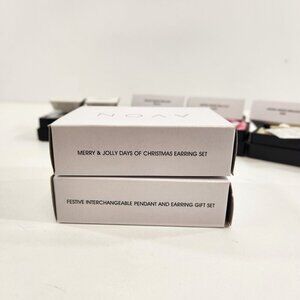 AVON
MERRY & JOLLY DAYS OF CHRISTMAS EARRING SET
FESTIVE INTERCHANGEABLE PENDANT AND EARRING GIFT SET